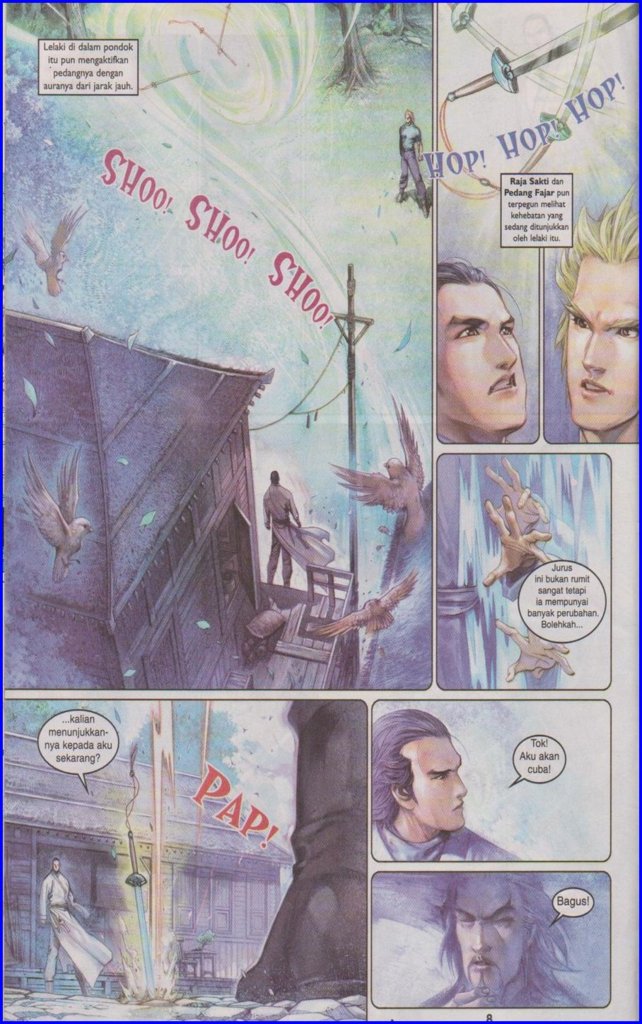 Lelaki di dalam pondok
itu pun mengaktifkan
pedangnya dengan
auranya dari jarak jauh.
SHOO! SHOO! SHOO!
HOP! HOP! HOP!
Raja Sakti dan
Pedang Fajar pun
terpegun melihat
kehebatan yang
sedang ditunjukkan
oleh lelaki itu.
Jurus
ini bukan rumit
sangat tetapi
ia mempunyai
banyak perubahan.
Bolehkah...
...kalian
menunjukkan-
nya kepada aku
sekarang?
PAP!
Tok!
Aku akan
cuba!
Bagus!
8